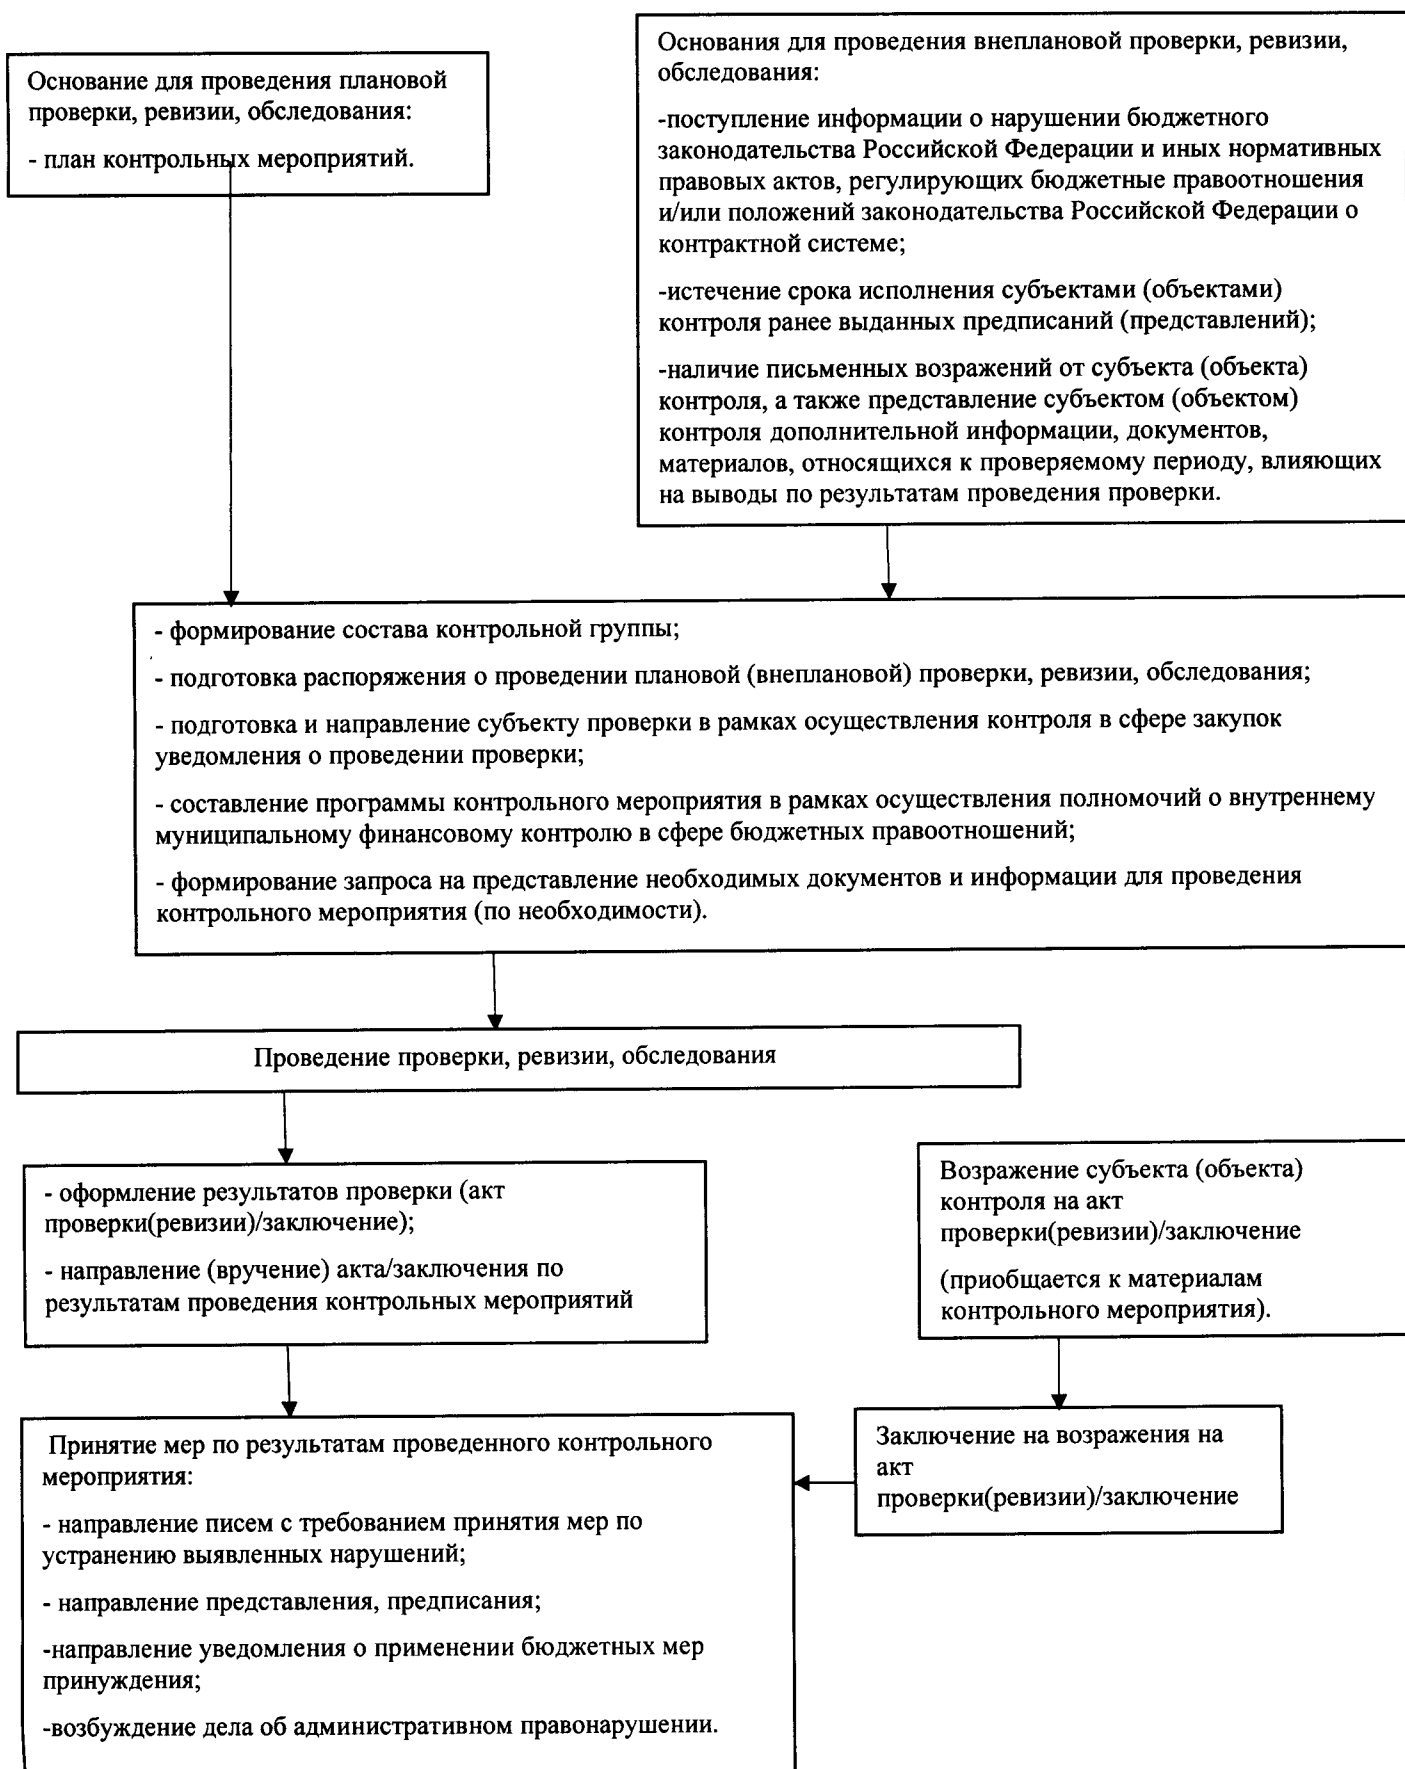 Основание для проведения плановой
проверки, ревизии, обследования:
- план контрольных мероприятий.
Основания для проведения внеплановой проверки, ревизии,
обследования:
-поступление информации о нарушении бюджетного
законодательства Российской Федерации и иных нормативных
правовых актов, регулирующих бюджетные правоотношения
и/или положений законодательства Российской Федерации о
контрактной системе;
-истечение срока исполнения субъектами (объектами)
контроля ранее выданных предписаний (представлений);
-наличие письменных возражений от субъекта (объекта)
контроля, а также представление субъектом (объектом)
контроля дополнительной информации, документов,
материалов, относящихся к проверяемому периоду, влияющих
на выводы по результатам проведения проверки.
- формирование состава контрольной группы;
- подготовка распоряжения о проведении плановой (внеплановой) проверки, ревизии, обследования;
- подготовка и направление субъекту проверки в рамках осуществления контроля в сфере закупок
уведомления о проведении проверки;
- составление программы контрольного мероприятия в рамках осуществления полномочий о внутреннему
муниципальному финансовому контролю в сфере бюджетных правоотношений;
- формирование запроса на представление необходимых документов и информации для проведения
контрольного мероприятия (по необходимости).
Проведение проверки, ревизии, обследования
- оформление результатов проверки (акт
проверки(ревизии)/заключение);
- направление (вручение) акта/заключения по
результатам проведения контрольных мероприятий
Возражение субъекта (объекта)
контроля на акт
проверки(ревизии)/заключение
(приобщается к материалам
контрольного мероприятия).
Заключение на возражения на
акт
проверки(ревизии)/заключение
Принятие мер по результатам проведенного контрольного
мероприятия:
- направление писем с требованием принятия мер по
устранению выявленных нарушений;
- направление представления, предписания;
-направление уведомления о применении бюджетных мер
принуждения;
-возбуждение дела об административном правонарушении.